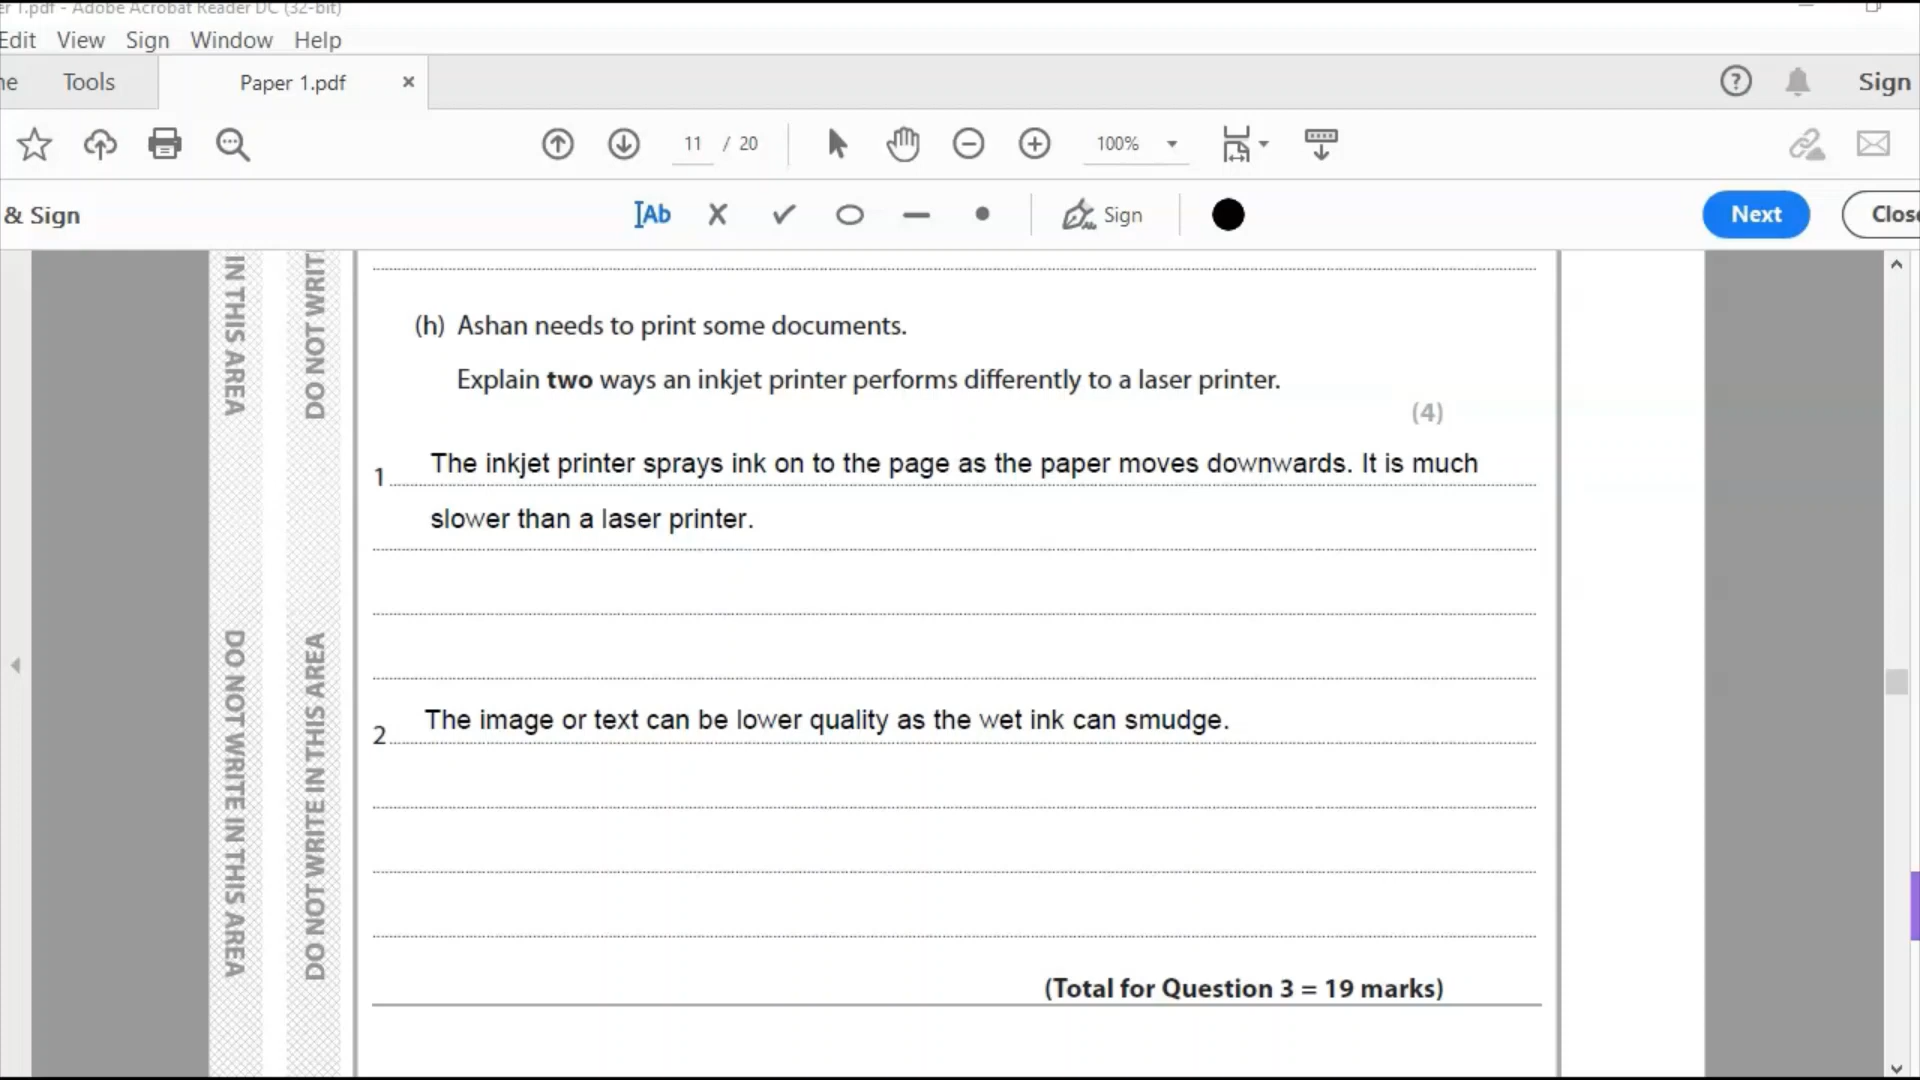 er 1.pdf - Adobe Acrobat Reader DC (32-bit)
Edit View Sign Window Help
ne Tools Paper 1.pdf × Sign
11 / 20 100%
& Sign Ab Sign Next Close
IN THIS AREA
DO NOT WRIT
(h) Ashan needs to print some documents.
Explain two ways an inkjet printer performs differently to a laser printer.
(4)
1 The inkjet printer sprays ink on to the page as the paper moves downwards. It is much
slower than a laser printer.
2 The image or text can be lower quality as the wet ink can smudge.
DO NOT WRITE IN THIS AREA
DO NOT WRITE IN THIS AREA
(Total for Question 3 = 19 marks)